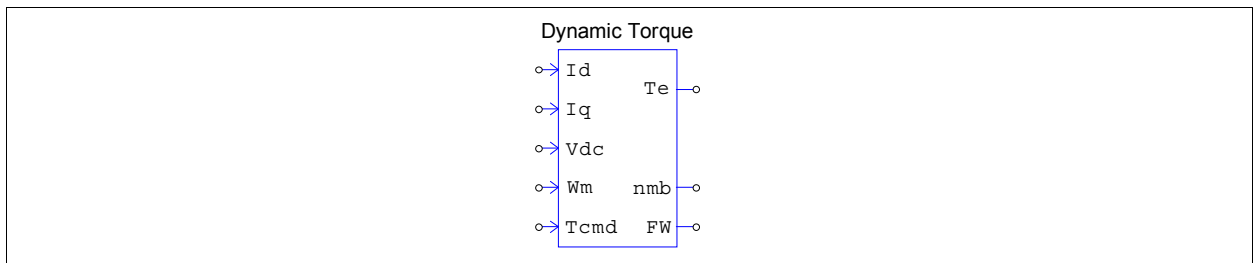 Dynamic Torque
Id
Te
Iq
Vdc
Wm nmb
Tcmd FW